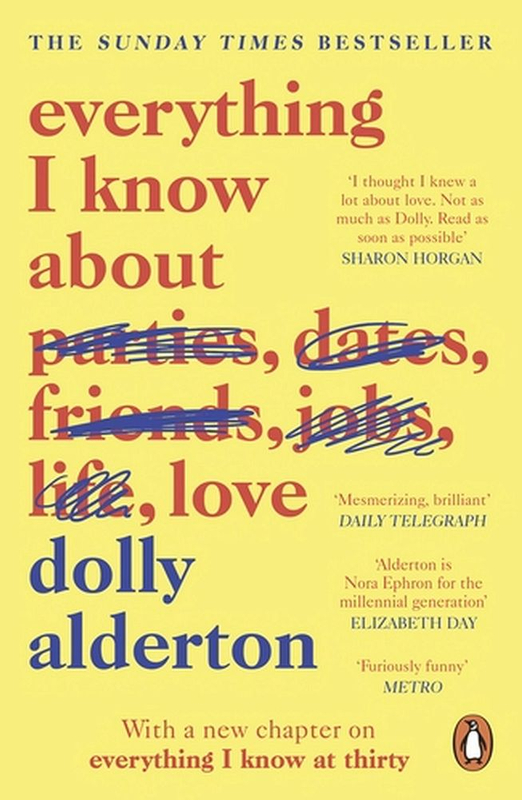 THE SUNDAY TIMES BESTSELLER
everything
I know
about
parties, dates,
friends, jobs,
life, love
dolly
alderton
‘I thought I knew a
lot about love. Not as
much as Dolly. Read as
soon as possible’
SHARON HORGAN
‘Mesmerizing, brilliant’
DAILY TELEGRAPH
‘Alderton is
Nora Ephron for the
millennial generation’
ELIZABETH DAY
‘Furiously funny’
METRO
With a new chapter on
everything I know at thirty